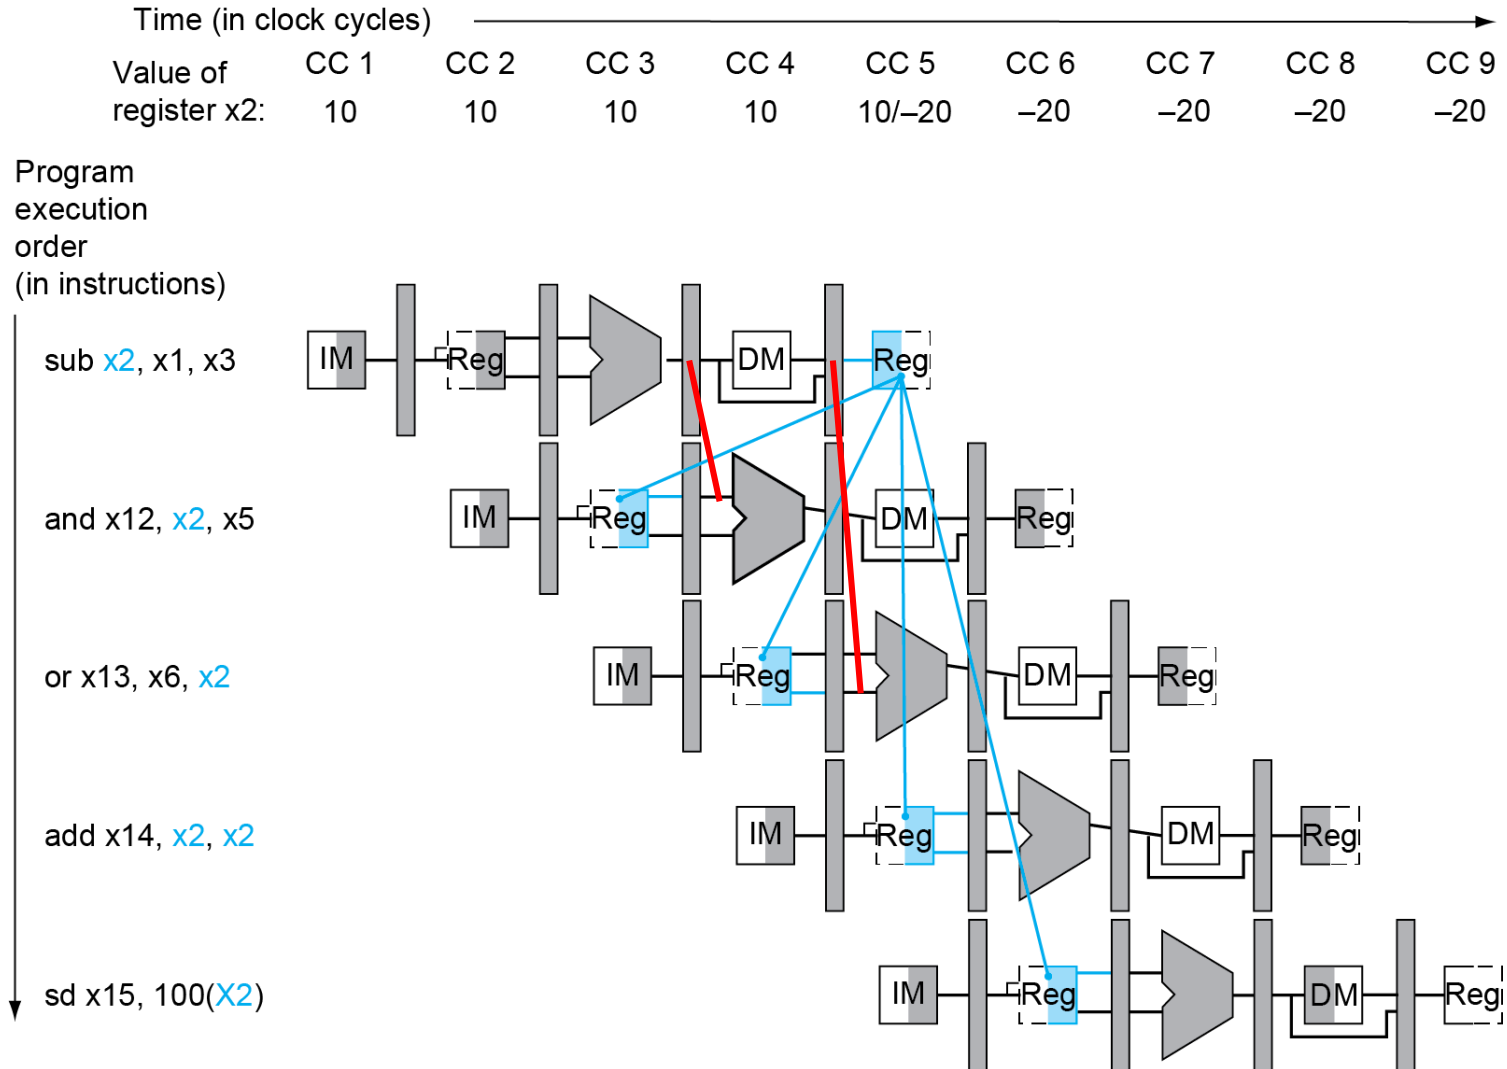 Time (in clock cycles)
Value of register x2:
CC 1 CC 2 CC 3 CC 4 CC 5 CC 6 CC 7 CC 8 CC 9
10 10 10 10 10/–20 –20 –20 –20 –20
Program
execution
order
(in instructions)
sub x2, x1, x3
IM Reg DM Reg
and x12, x2, x5
IM Reg DM Reg
or x13, x6, x2
IM Reg DM Reg
add x14, x2, x2
IM Reg DM Reg
sd x15, 100(X2)
IM Reg DM Reg